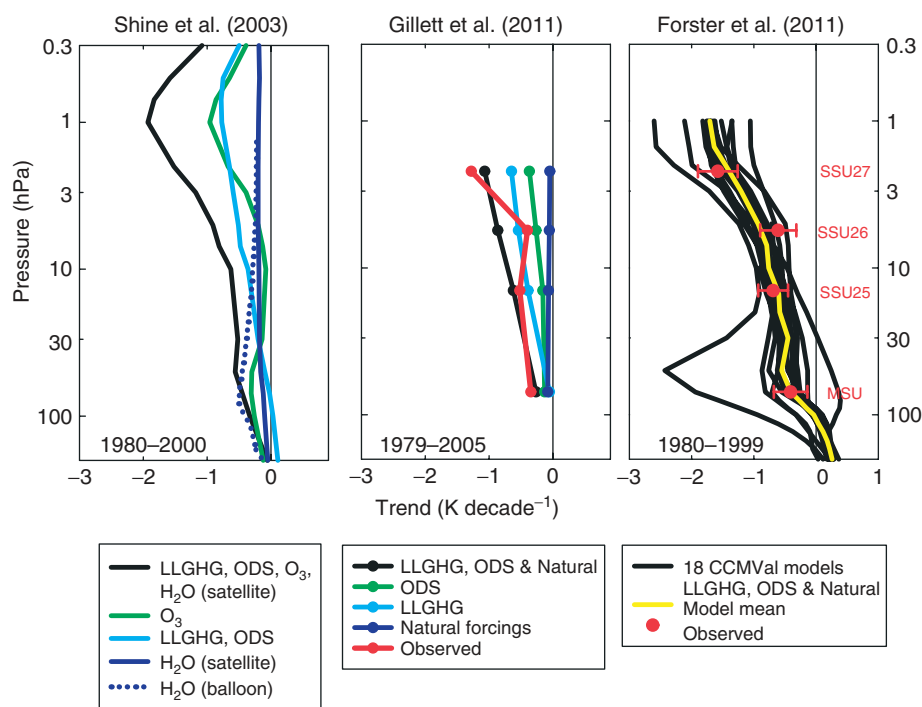 Shine et al. (2003)
Gillett et al. (2011)
Forster et al. (2011)
Pressure (hPa)
0.3
1
3
10
30
100
1980–2000
−3
−2
−1
0
1979–2005
−3
−2
−1
0
SSU27
SSU26
SSU25
MSU
1980–1999
−3
−2
−1
0
1
0.3
1
3
10
30
100
Trend (K decade⁻¹)
LLGHG, ODS, O₃,
H₂O (satellite)
O₃
LLGHG, ODS
H₂O (satellite)
H₂O (balloon)
LLGHG, ODS & Natural
ODS
LLGHG
Natural forcings
Observed
18 CCMVal models
LLGHG, ODS & Natural
Model mean
Observed